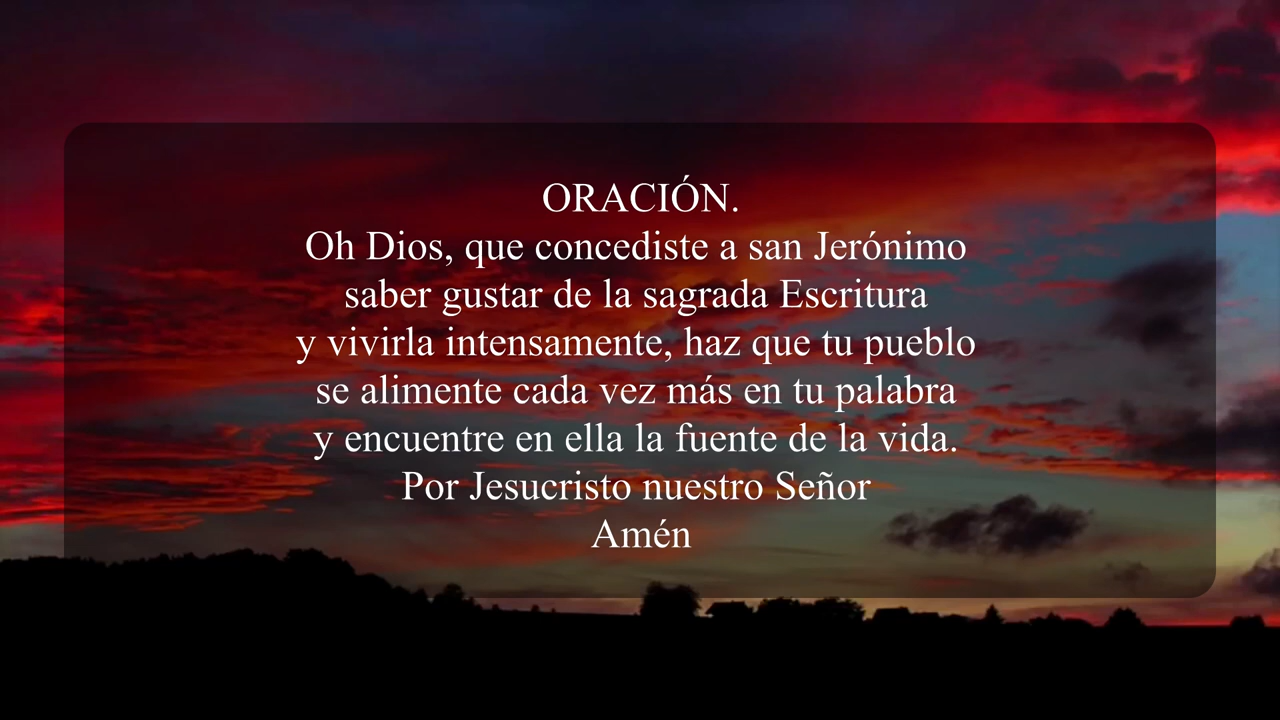 ORACIÓN.
Oh Dios, que concediste a san Jerónimo
saber gustar de la sagrada Escritura
y vivirla intensamente, haz que tu pueblo
se alimente cada vez más en tu palabra
y encuentre en ella la fuente de la vida.
Por Jesucristo nuestro Señor
Amén